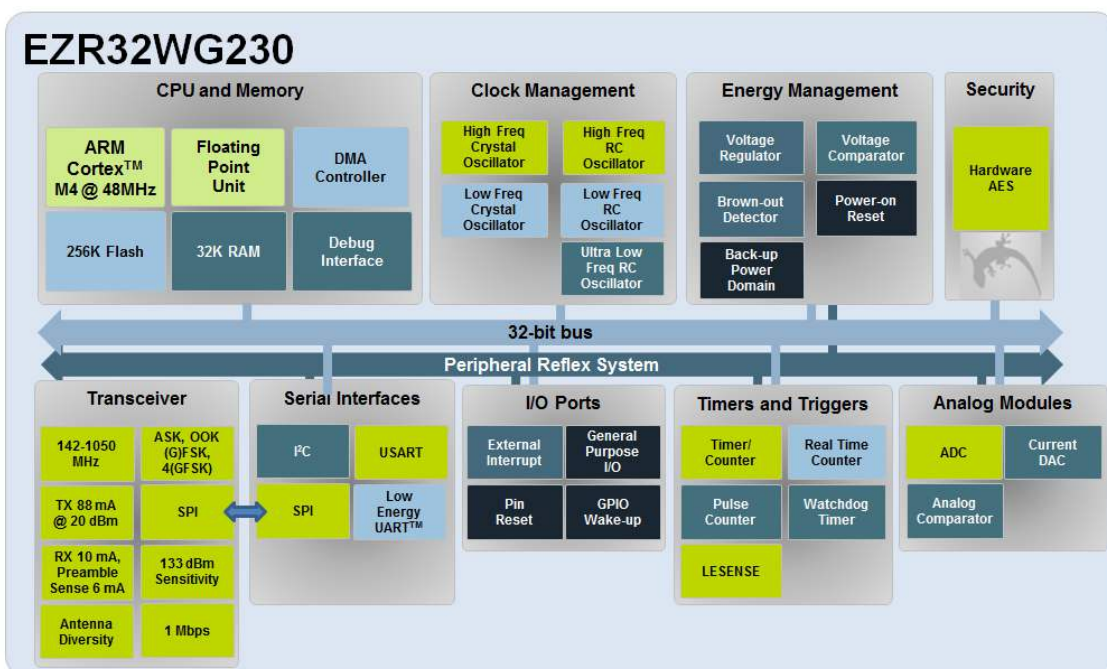 EZR32WG230
CPU and Memory
ARM
Cortex™
M4 @ 48MHz
Floating
Point
Unit
DMA
Controller
256K Flash
32K RAM
Debug
Interface
Clock Management
High Freq
Crystal
Oscillator
High Freq
RC
Oscillator
Low Freq
Crystal
Oscillator
Low Freq
RC
Oscillator
Ultra Low
Freq RC
Oscillator
Energy Management
Voltage
Regulator
Voltage
Comparator
Brown-out
Detector
Power-on
Reset
Back-up
Power
Domain
Security
Hardware
AES
32-bit bus
Peripheral Reflex System
Transceiver
142-1050
MHz
ASK, OOK
(G)FSK,
4(GFSK)
TX 88 mA
@ 20 dBm
SPI
RX 10 mA,
Preamble
Sense 6 mA
133 dBm
Sensitivity
Antenna
Diversity
1 Mbps
Serial Interfaces
I²C
USART
SPI
Low
Energy
UART™
I/O Ports
External
Interrupt
General
Purpose
I/O
Pin
Reset
GPIO
Wake-up
Timers and Triggers
Timer/
Counter
Real Time
Counter
Pulse
Counter
Watchdog
Timer
LESENSE
Analog Modules
ADC
Current
DAC
Analog
Comparator